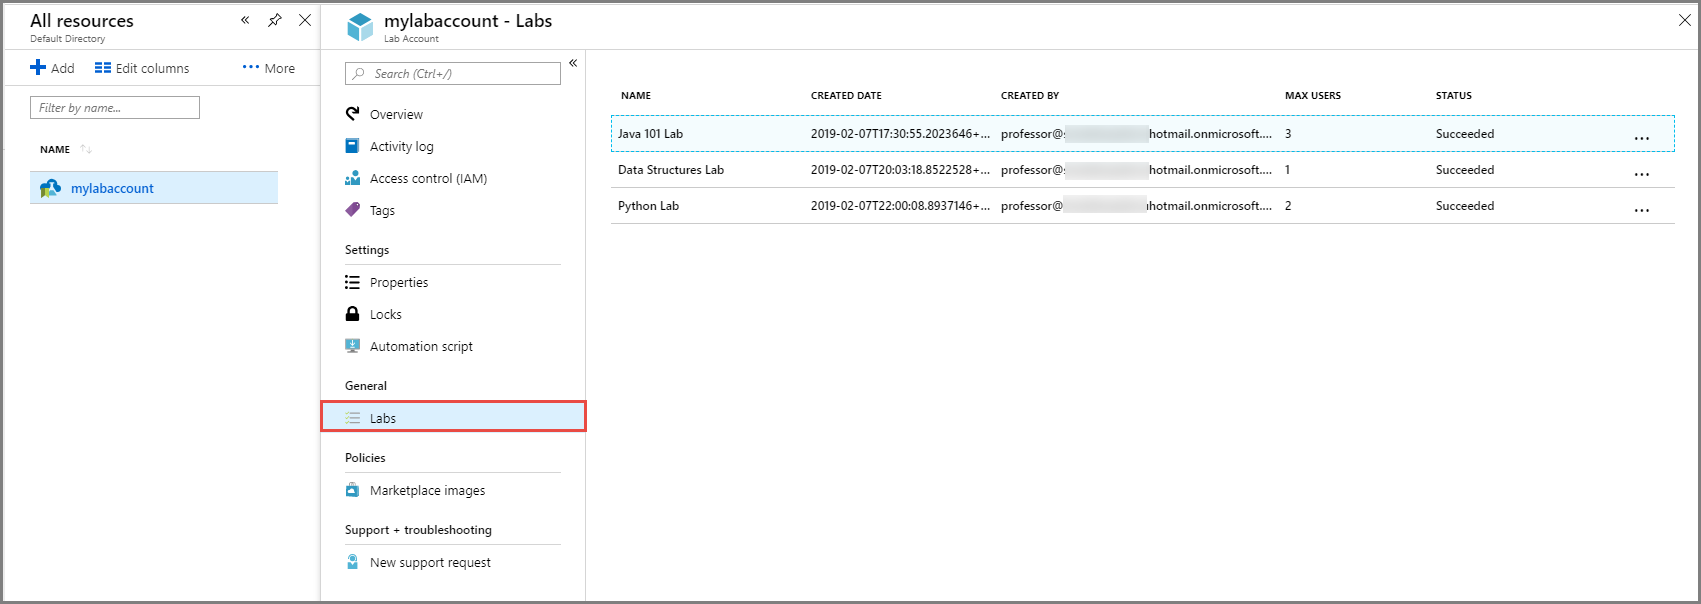 All resources
Default Directory
Add Edit columns More
Filter by name...
NAME
mylabaccount
mylabaccount - Labs
Lab Account
Search (Ctrl+/)
Overview
Activity log
Access control (IAM)
Tags
Settings
Properties
Locks
Automation script
General
Labs
Policies
Marketplace images
Support + troubleshooting
New support request
NAME CREATED DATE CREATED BY MAX USERS STATUS
Java 101 Lab 2019-02-07T17:30:55.2023646+... professor@ hotmail.onmicrosoft.... 3 Succeeded ...
Data Structures Lab 2019-02-07T20:03:18.8522528+... professor@ hotmail.onmicrosoft.... 1 Succeeded ...
Python Lab 2019-02-07T22:00:08.8937146+... professor@ hotmail.onmicrosoft.... 2 Succeeded ...